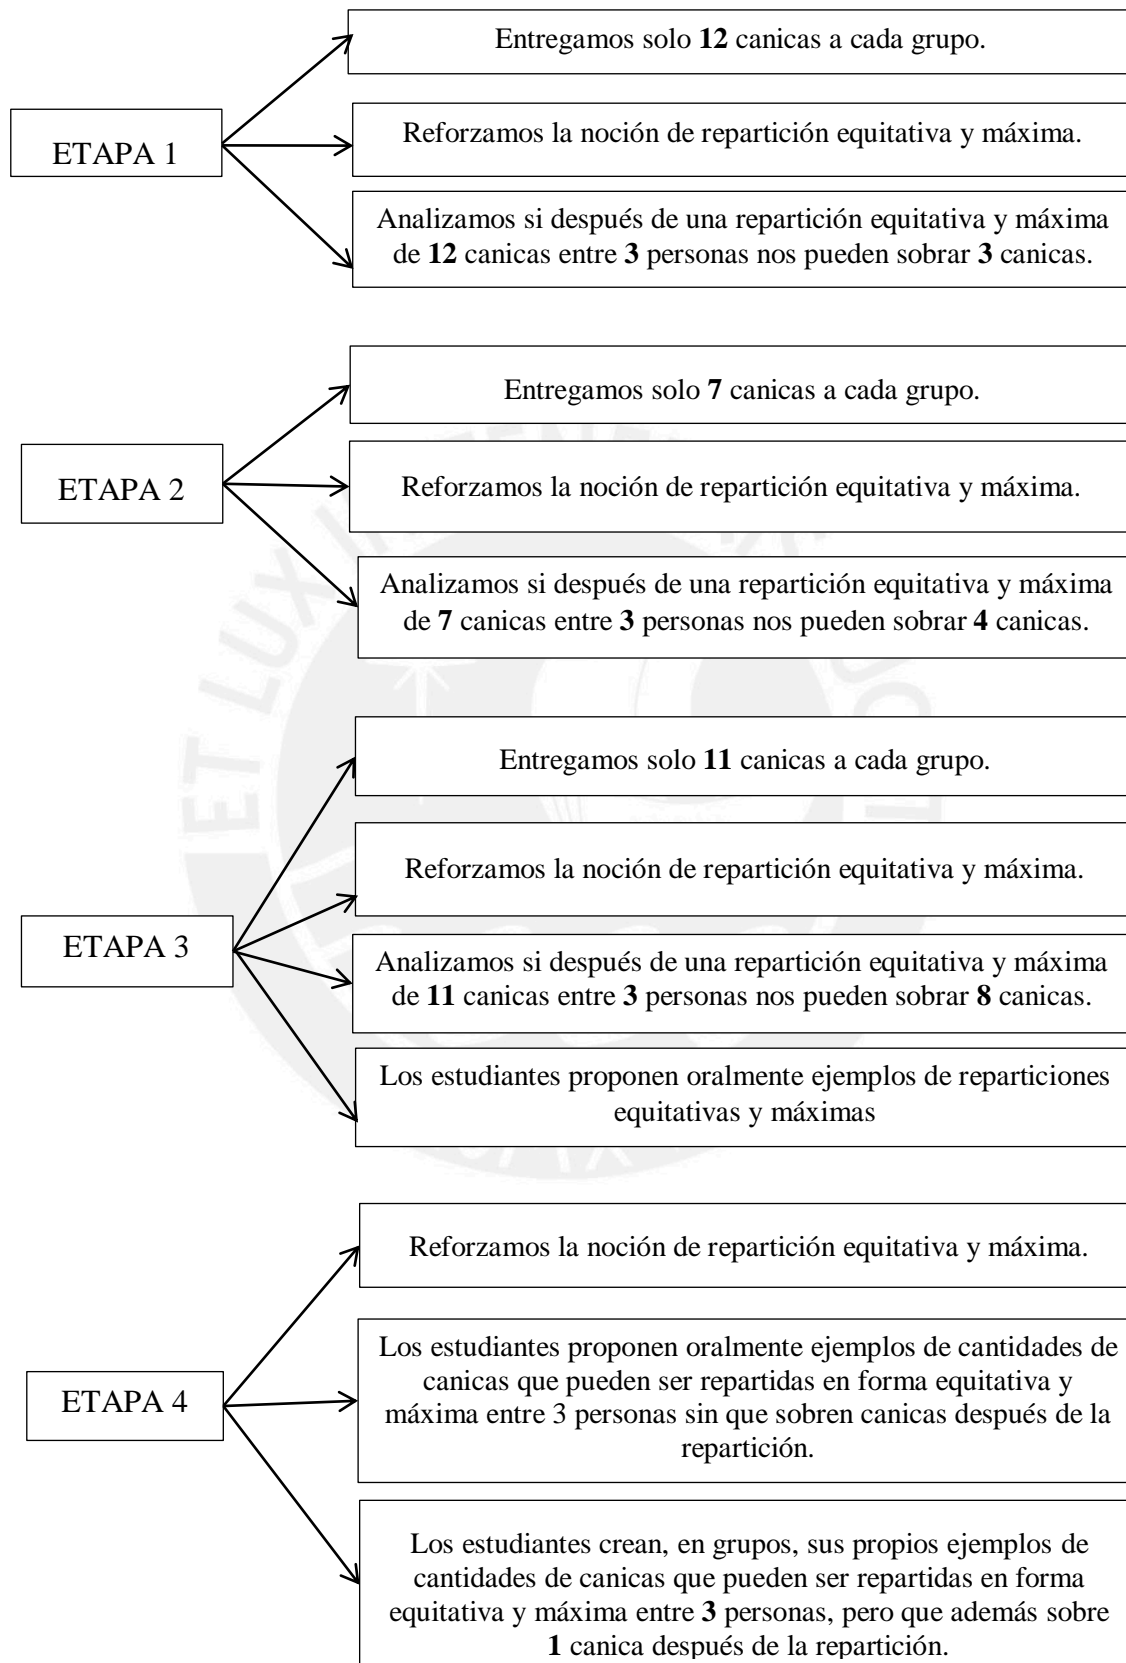 ETAPA 1
Entregamos solo 12 canicas a cada grupo.
Reforzamos la noción de repartición equitativa y máxima.
Analizamos si después de una repartición equitativa y máxima
de 12 canicas entre 3 personas nos pueden sobrar 3 canicas.
ETAPA 2
Entregamos solo 7 canicas a cada grupo.
Reforzamos la noción de repartición equitativa y máxima.
Analizamos si después de una repartición equitativa y máxima
de 7 canicas entre 3 personas nos pueden sobrar 4 canicas.
ETAPA 3
Entregamos solo 11 canicas a cada grupo.
Reforzamos la noción de repartición equitativa y máxima.
Analizamos si después de una repartición equitativa y máxima
de 11 canicas entre 3 personas nos pueden sobrar 8 canicas.
Los estudiantes proponen oralmente ejemplos de reparticiones
equitativas y máximas
ETAPA 4
Reforzamos la noción de repartición equitativa y máxima.
Los estudiantes proponen oralmente ejemplos de cantidades de
canicas que pueden ser repartidas en forma equitativa y
máxima entre 3 personas sin que sobren canicas después de la
repartición.
Los estudiantes crean, en grupos, sus propios ejemplos de
cantidades de canicas que pueden ser repartidas en forma
equitativa y máxima entre 3 personas, pero que además sobre
1 canica después de la repartición.
ET LUX IN